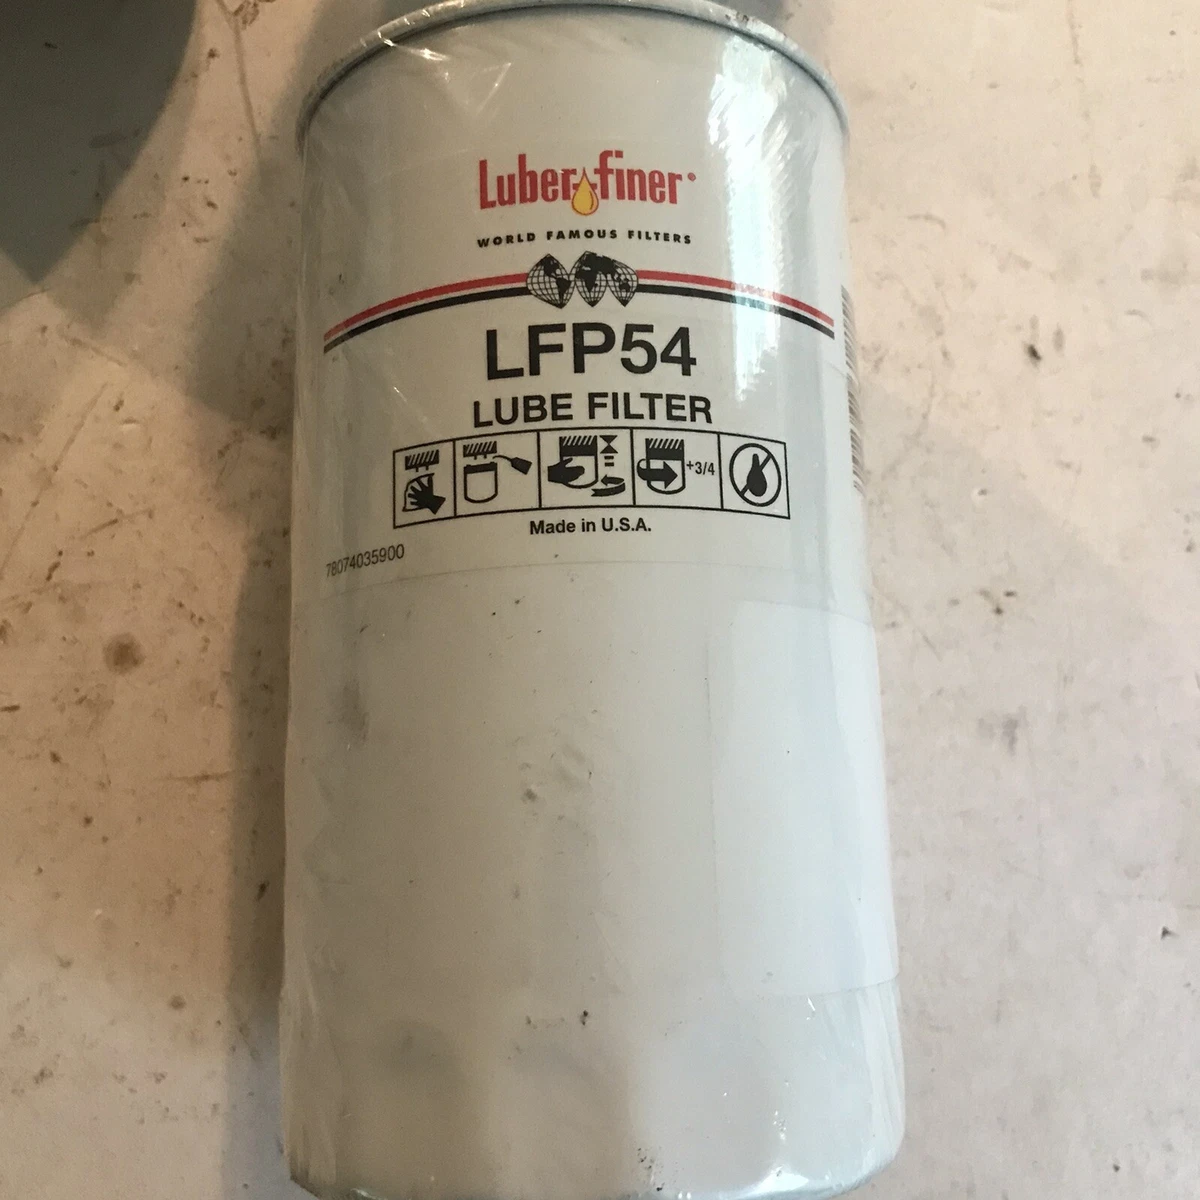 Luber-finer®
WORLD FAMOUS FILTERS
LFP54
LUBE FILTER
+3/4
Made in U.S.A.
78074035900